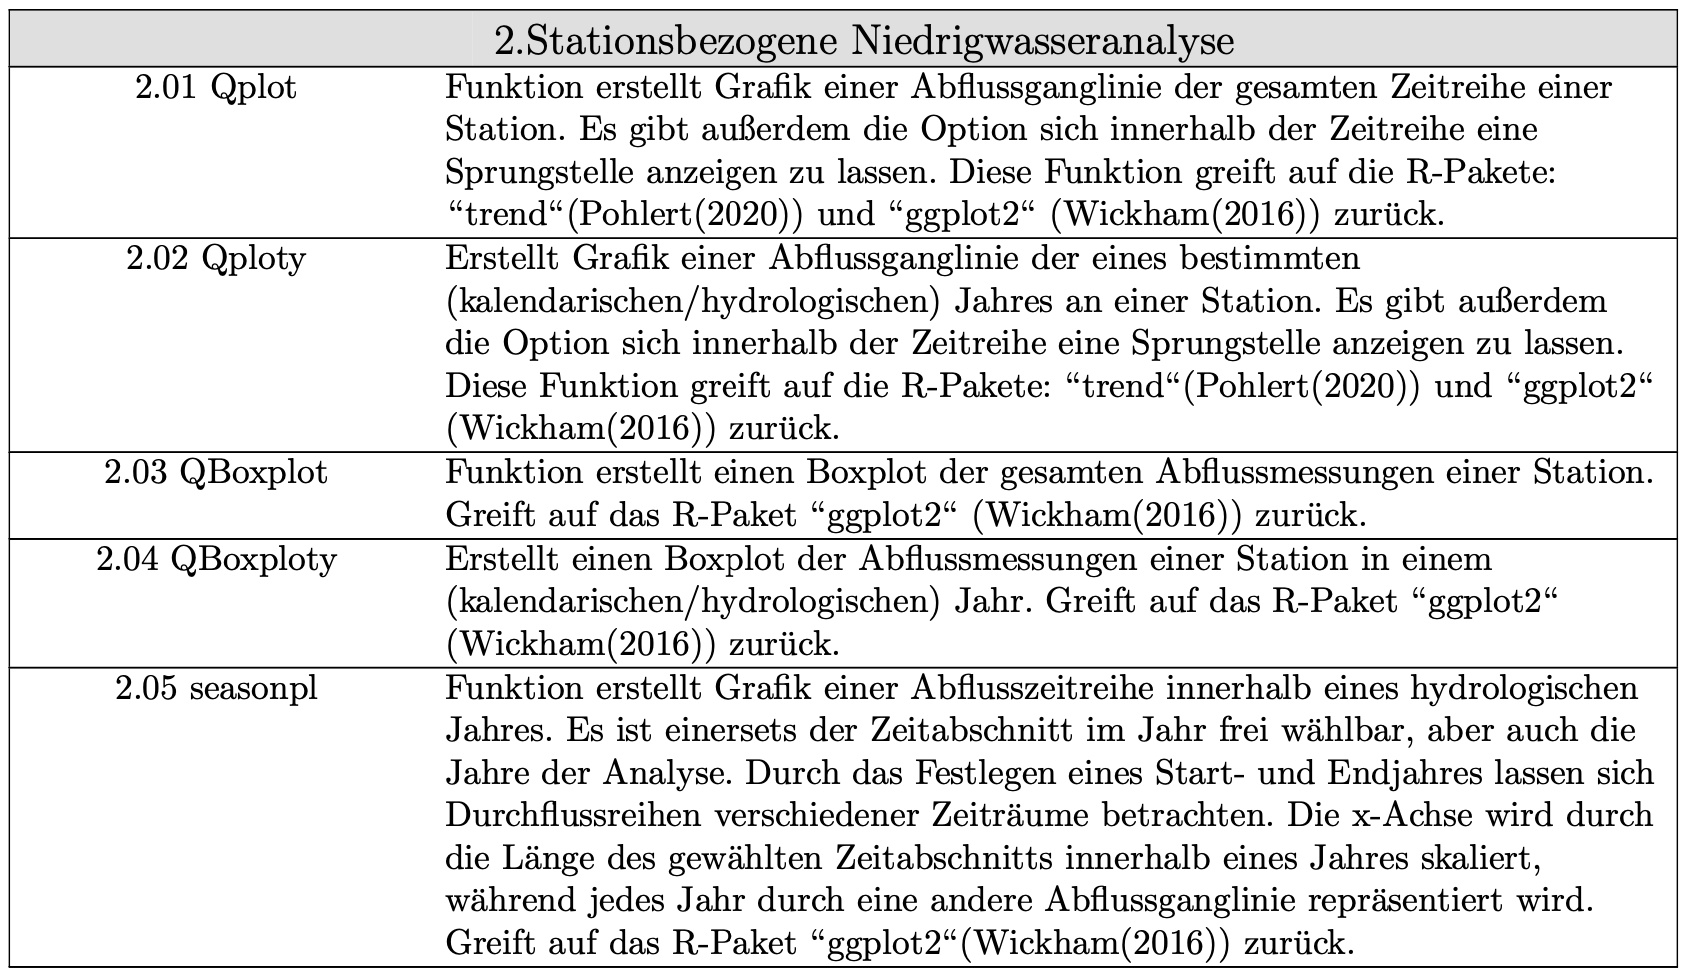 2.Stationsbezogene Niedrigwasseranalyse
2.01 Qplot Funktion erstellt Grafik einer Abflussganglinie der gesamten Zeitreihe einer
Station. Es gibt außerdem die Option sich innerhalb der Zeitreihe eine
Sprungstelle anzeigen zu lassen. Diese Funktion greift auf die R-Pakete:
“trend“(Pohlert(2020)) und “ggplot2“ (Wickham(2016)) zurück.
2.02 Qploty Erstellt Grafik einer Abflussganglinie der eines bestimmten
(kalendarischen/hydrologischen) Jahres an einer Station. Es gibt außerdem
die Option sich innerhalb der Zeitreihe eine Sprungstelle anzeigen zu lassen.
Diese Funktion greift auf die R-Pakete: “trend“(Pohlert(2020)) und “ggplot2“
(Wickham(2016)) zurück.
2.03 QBoxplot Funktion erstellt einen Boxplot der gesamten Abflussmessungen einer Station.
Greift auf das R-Paket “ggplot2“ (Wickham(2016)) zurück.
2.04 QBoxploty Erstellt einen Boxplot der Abflussmessungen einer Station in einem
(kalendarischen/hydrologischen) Jahr. Greift auf das R-Paket “ggplot2“
(Wickham(2016)) zurück.
2.05 seasonpl Funktion erstellt Grafik einer Abflusszeitreihe innerhalb eines hydrologischen
Jahres. Es ist einersets der Zeitabschnitt im Jahr frei wählbar, aber auch die
Jahre der Analyse. Durch das Festlegen eines Start- und Endjahres lassen sich
Durchflussreihen verschiedener Zeiträume betrachten. Die x-Achse wird durch
die Länge des gewählten Zeitabschnitts innerhalb eines Jahres skaliert,
während jedes Jahr durch eine andere Abflussganglinie repräsentiert wird.
Greift auf das R-Paket “ggplot2“(Wickham(2016)) zurück.